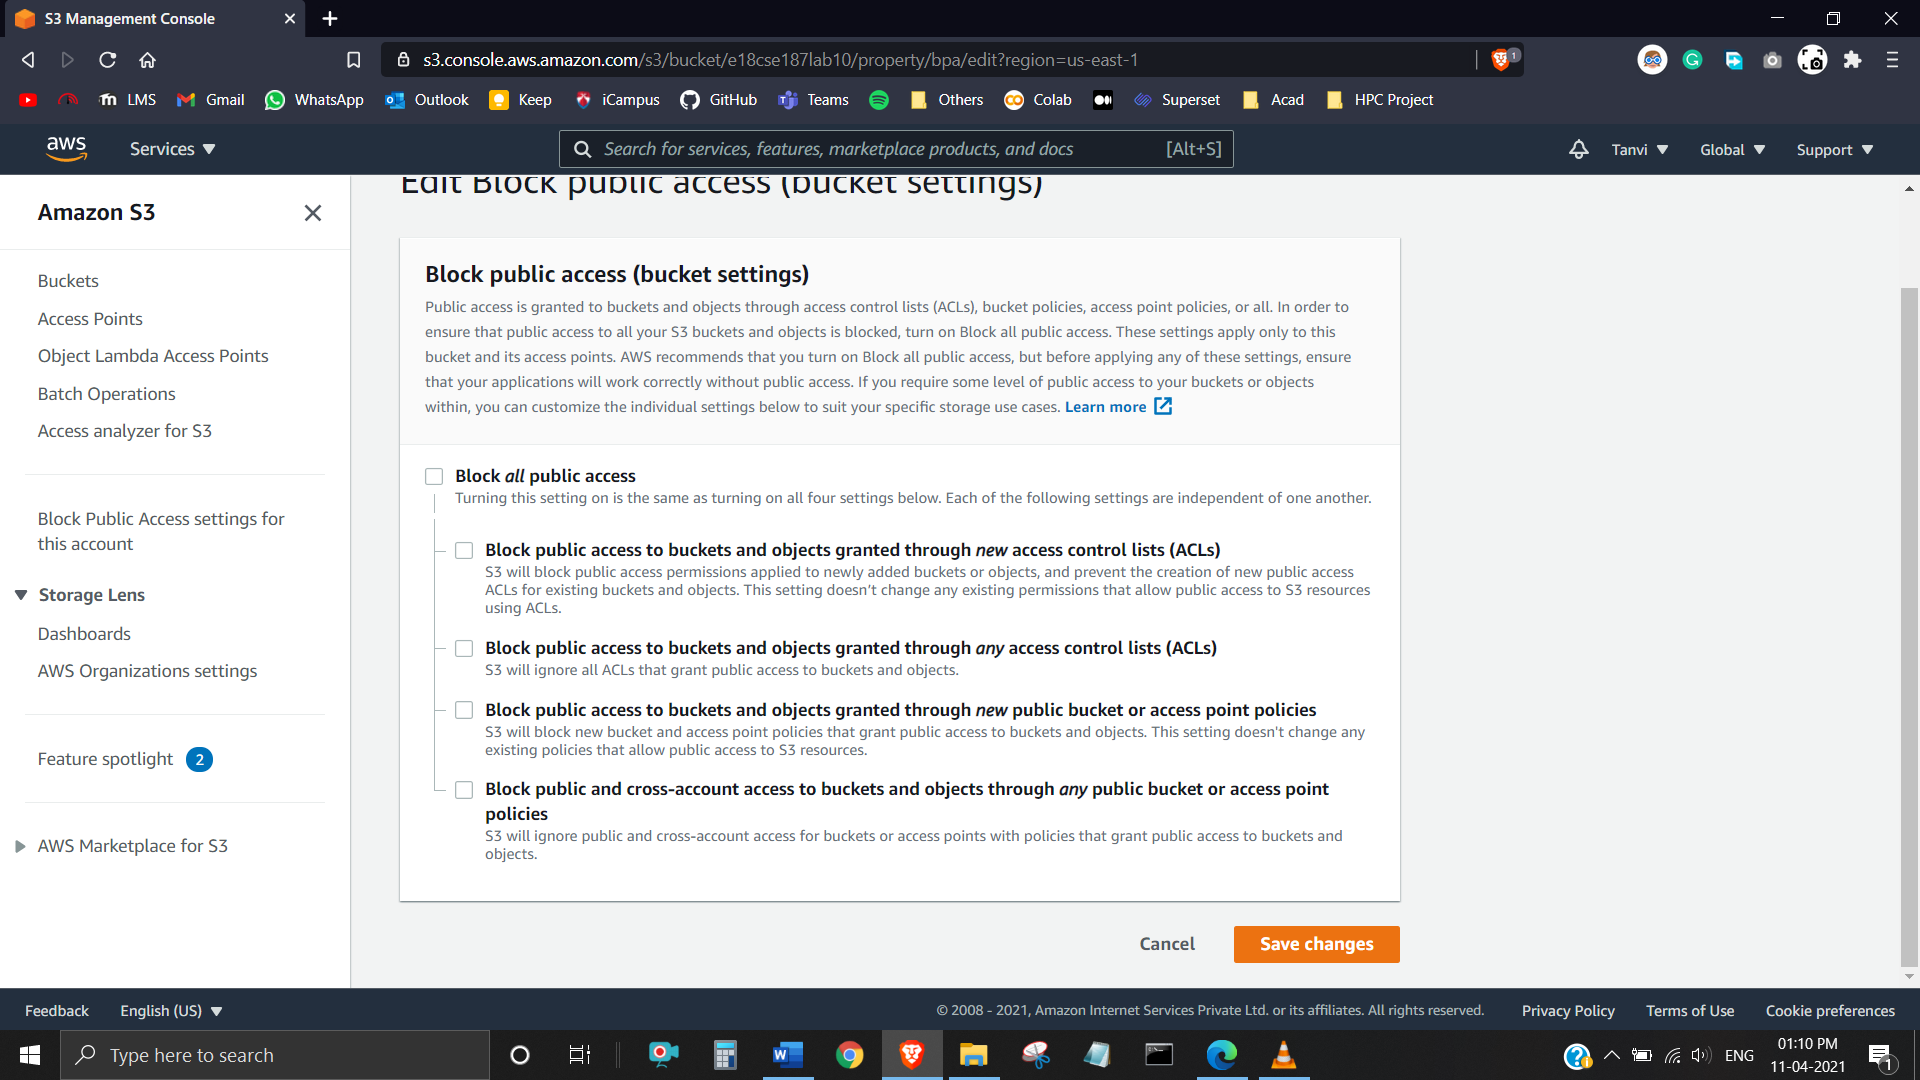 S3 Management Console
s3.console.aws.amazon.com/s3/bucket/e18cse187lab10/property/bpa/edit?region=us-east-1
1
LMS Gmail WhatsApp Outlook Keep iCampus GitHub Teams Others Colab Superset Acad HPC Project
aws Services Search for services, features, marketplace products, and docs [Alt+S] Tanvi Global Support
Amazon S3
Buckets
Access Points
Object Lambda Access Points
Batch Operations
Access analyzer for S3
Block Public Access settings for
this account
Storage Lens
Dashboards
AWS Organizations settings
Feature spotlight 2
AWS Marketplace for S3
Edit Block public access (bucket settings)
Block public access (bucket settings)
Public access is granted to buckets and objects through access control lists (ACLs), bucket policies, access point policies, or all. In order to
ensure that public access to all your S3 buckets and objects is blocked, turn on Block all public access. These settings apply only to this
bucket and its access points. AWS recommends that you turn on Block all public access, but before applying any of these settings, ensure
that your applications will work correctly without public access. If you require some level of public access to your buckets or objects
within, you can customize the individual settings below to suit your specific storage use cases. Learn more
Block all public access
Turning this setting on is the same as turning on all four settings below. Each of the following settings are independent of one another.
Block public access to buckets and objects granted through new access control lists (ACLs)
S3 will block public access permissions applied to newly added buckets or objects, and prevent the creation of new public access
ACLs for existing buckets and objects. This setting doesn't change any existing permissions that allow public access to S3 resources
using ACLs.
Block public access to buckets and objects granted through any access control lists (ACLs)
S3 will ignore all ACLs that grant public access to buckets and objects.
Block public access to buckets and objects granted through new public bucket or access point policies
S3 will block new bucket and access point policies that grant public access to buckets and objects. This setting doesn't change any
existing policies that allow public access to S3 resources.
Block public and cross-account access to buckets and objects through any public bucket or access point
policies
S3 will ignore public and cross-account access for buckets or access points with policies that grant public access to buckets and
objects.
Cancel Save changes
Feedback English (US) © 2008 - 2021, Amazon Internet Services Private Ltd. or its affiliates. All rights reserved. Privacy Policy Terms of Use Cookie preferences
Type here to search
ENG
01:10 PM
11-04-2021
1